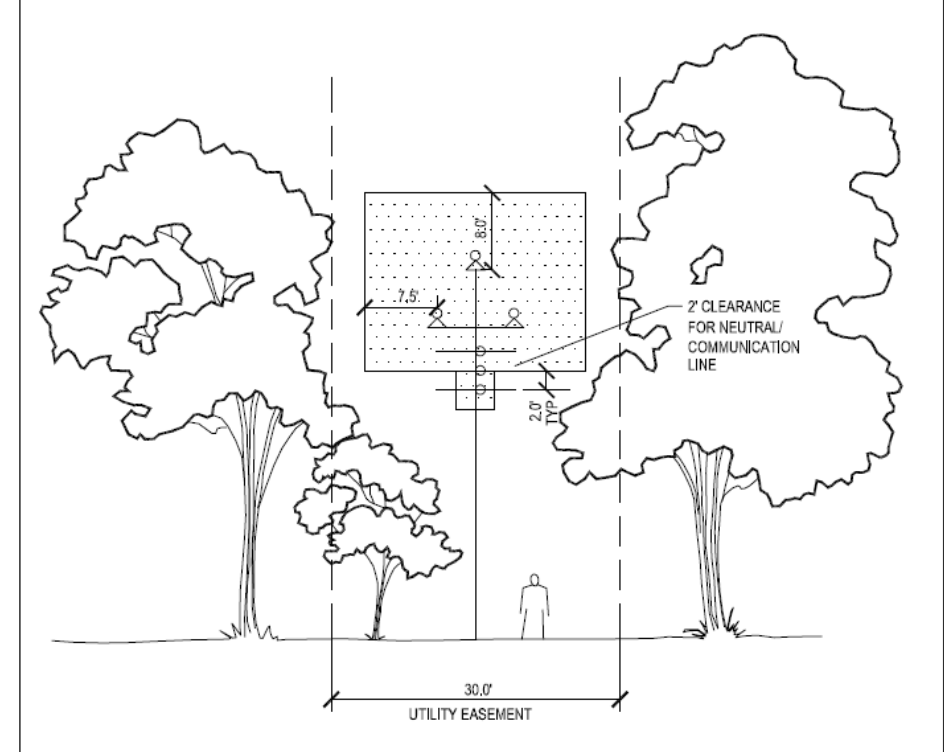 8.0'
7.5'
2' CLEARANCE
FOR NEUTRAL/
COMMUNICATION
LINE
2.0'
TYP
30.0'
UTILITY EASEMENT